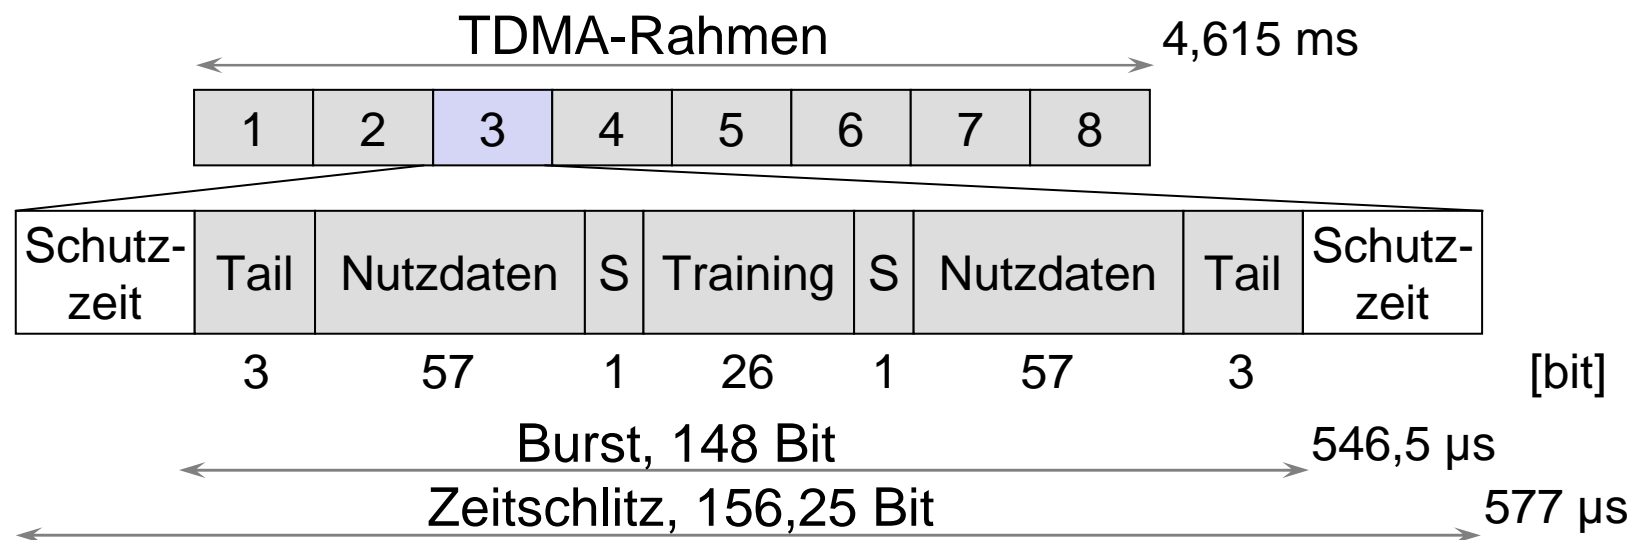 TDMA-Rahmen 4,615 ms
1 2 3 4 5 6 7 8
Schutz-
zeit
Tail Nutzdaten S Training S Nutzdaten Tail
Schutz-
zeit
3 57 1 26 1 57 3 [bit]
Burst, 148 Bit 546,5 µs
Zeitschlitz, 156,25 Bit 577 µs